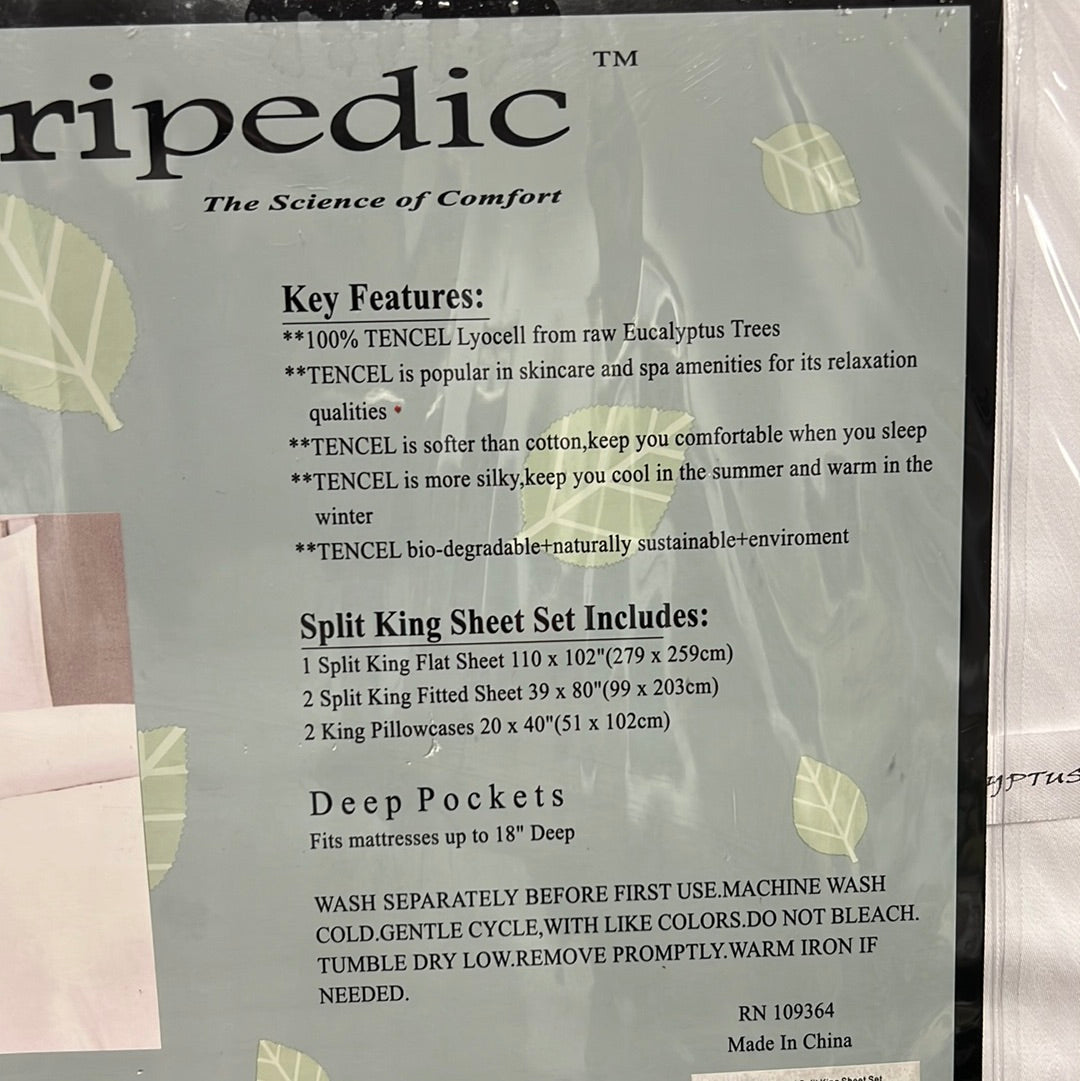 ripedic ™
The Science of Comfort
Key Features:
**100% TENCEL Lyocell from raw Eucalyptus Trees
**TENCEL is popular in skincare and spa amenities for its relaxation
qualities
**TENCEL is softer than cotton,keep you comfortable when you sleep
**TENCEL is more silky,keep you cool in the summer and warm in the
winter
**TENCEL bio-degradable+naturally sustainable+enviroment
Split King Sheet Set Includes:
1 Split King Flat Sheet 110 x 102"(279 x 259cm)
2 Split King Fitted Sheet 39 x 80"(99 x 203cm)
2 King Pillowcases 20 x 40"(51 x 102cm)
Deep Pockets
Fits mattresses up to 18" Deep
YPTUS
WASH SEPARATELY BEFORE FIRST USE.MACHINE WASH
COLD.GENTLE CYCLE,WITH LIKE COLORS.DO NOT BLEACH.
TUMBLE DRY LOW.REMOVE PROMPTLY.WARM IRON IF
NEEDED.
RN 109364
Made In China
King Sheet Set